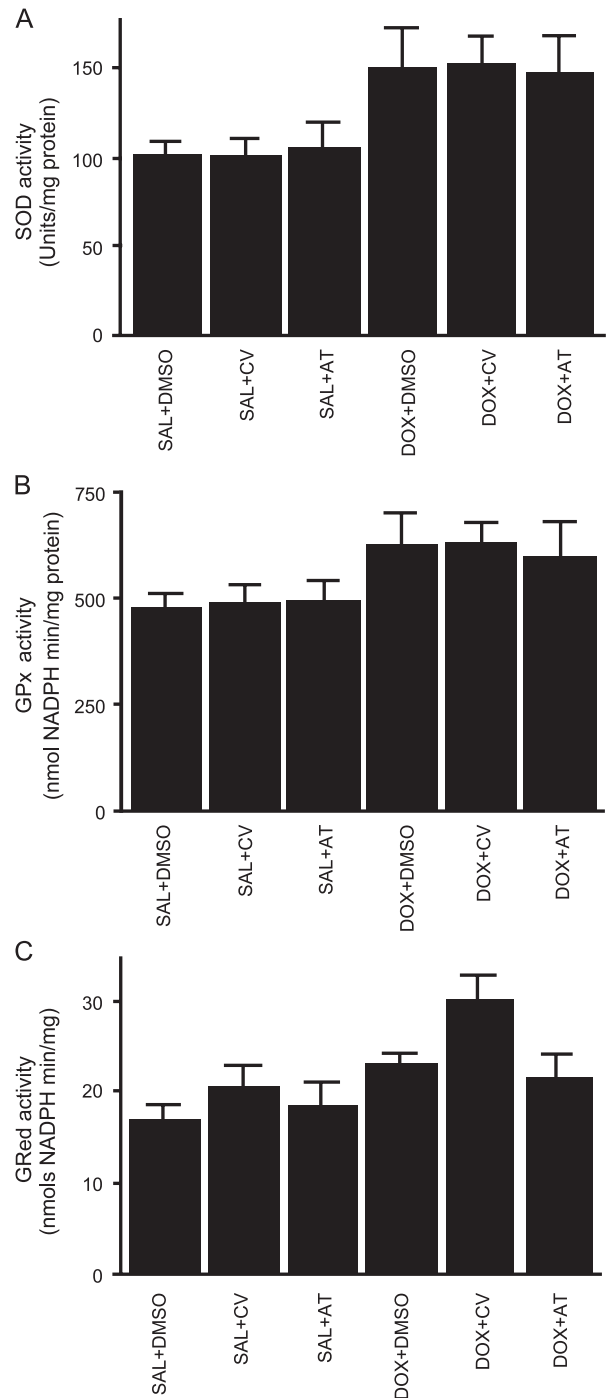 A
SOD activity
(Units/mg protein)
150
100
50
0
SAL+DMSO
SAL+CV
SAL+AT
DOX+DMSO
DOX+CV
DOX+AT
B
GPx activity
(nmol NADPH min/mg protein)
750
500
250
0
SAL+DMSO
SAL+CV
SAL+AT
DOX+DMSO
DOX+CV
DOX+AT
C
GRed activity
(nmols NADPH min/mg)
30
20
10
0
SAL+DMSO
SAL+CV
SAL+AT
DOX+DMSO
DOX+CV
DOX+AT